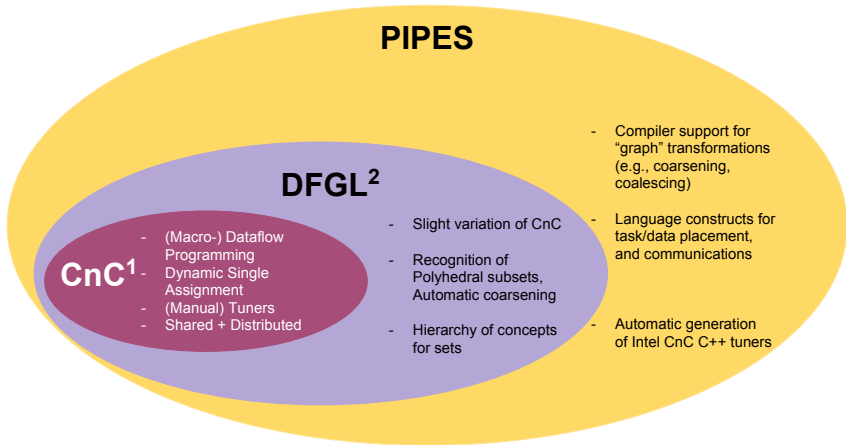 PIPES
- Compiler support for
“graph” transformations
(e.g., coarsening,
coalescing)
- Language constructs for
task/data placement,
and communications
- Automatic generation
of Intel CnC C++ tuners
DFGL²
- Slight variation of CnC
- Recognition of
Polyhedral subsets,
Automatic coarsening
- Hierarchy of concepts
for sets
CnC¹
- (Macro-) Dataflow
Programming
- Dynamic Single
Assignment
- (Manual) Tuners
- Shared + Distributed